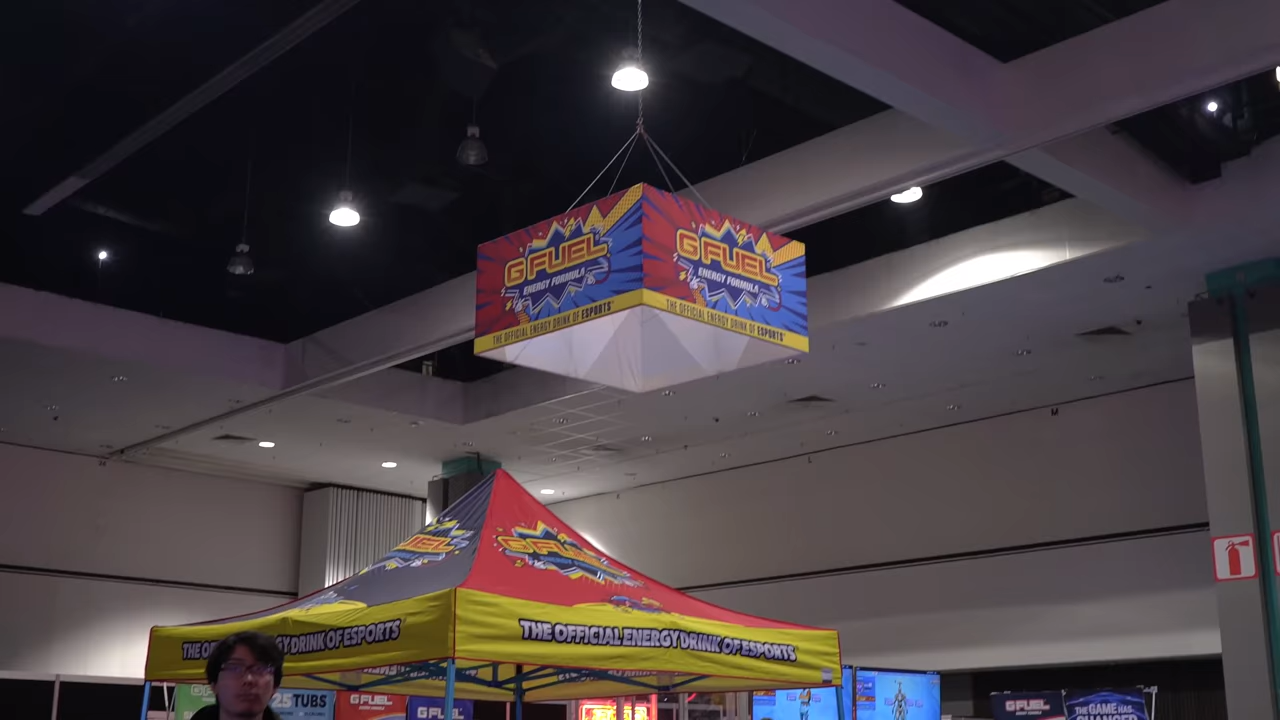 G FUEL
ENERGY FORMULA
THE OFFICIAL ENERGY DRINK OF ESPORTS
G FUEL
ENERGY FORMULA
THE OFFICIAL ENERGY DRINK OF ESPORTS
G FUEL
G FUEL
THE OFFICIAL ENERGY DRINK OF ESPORTS
THE OFFICIAL ENERGY DRINK OF ESPORTS
G FUEL
25 TUBS
G FUEL
G FUEL
G FUEL
THE GAME HAS